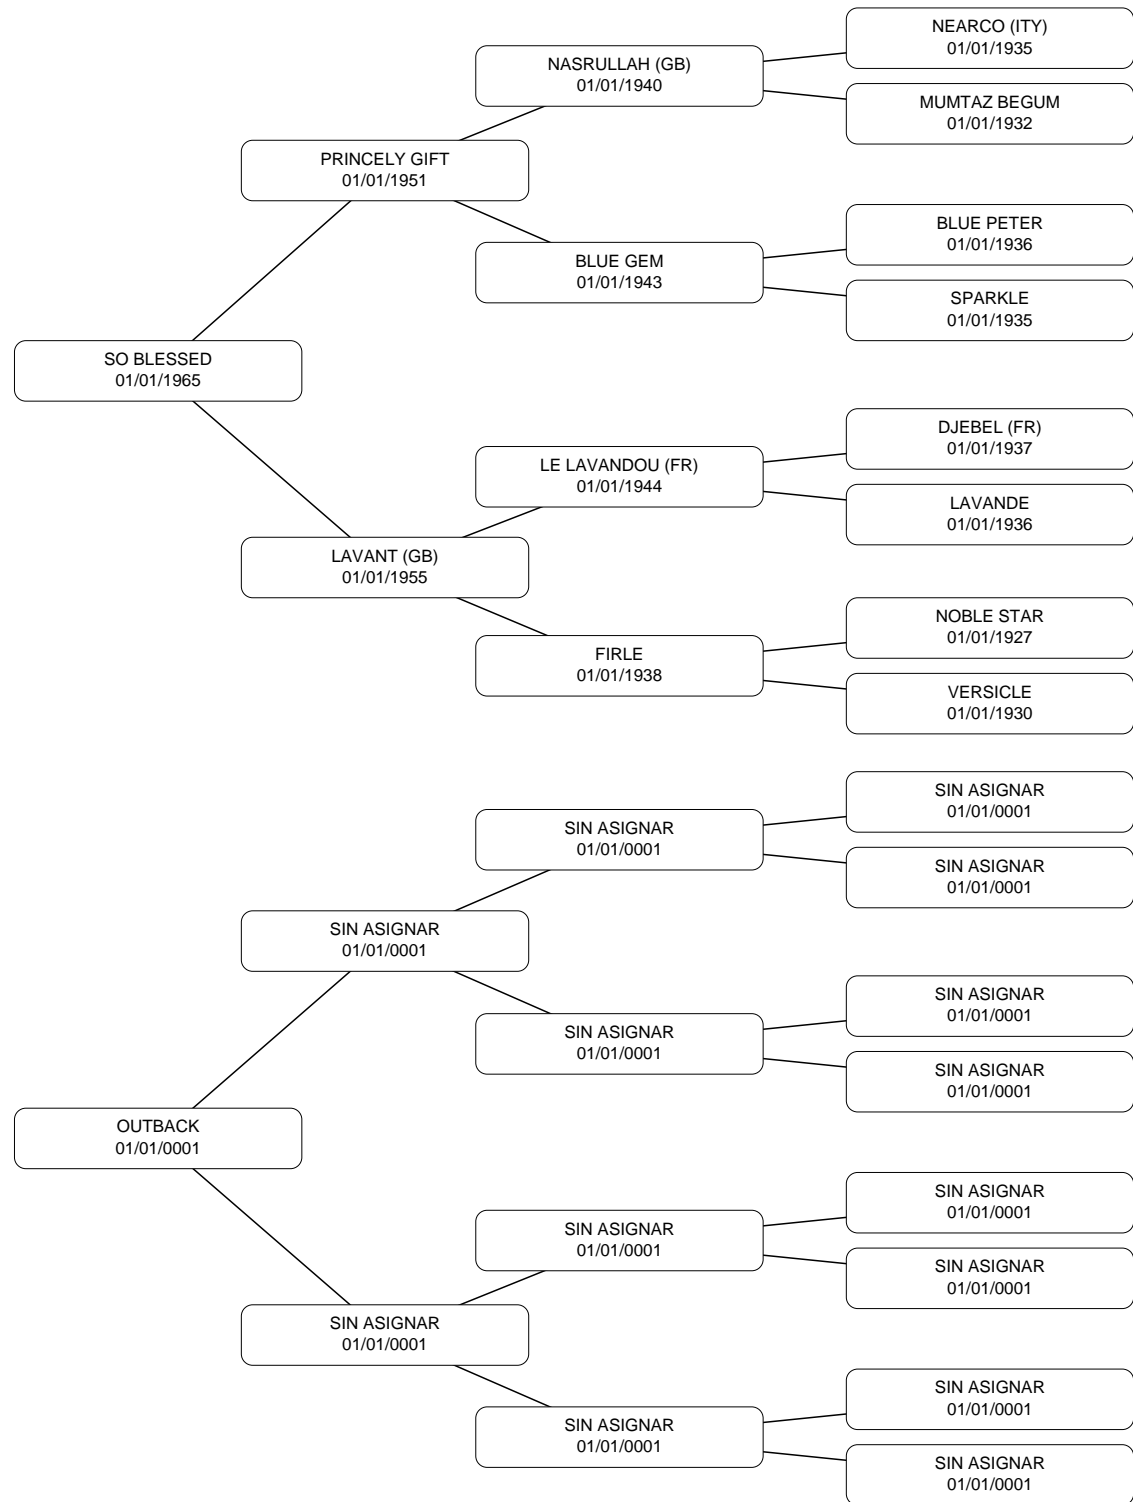 NEARCO (ITY)
01/01/1935
NASRULLAH (GB)
01/01/1940
MUMTAZ BEGUM
01/01/1932
PRINCELY GIFT
01/01/1951
BLUE PETER
01/01/1936
BLUE GEM
01/01/1943
SPARKLE
01/01/1935
SO BLESSED
01/01/1965
DJEBEL (FR)
01/01/1937
LE LAVANDOU (FR)
01/01/1944
LAVANDE
01/01/1936
LAVANT (GB)
01/01/1955
NOBLE STAR
01/01/1927
FIRLE
01/01/1938
VERSICLE
01/01/1930
SIN ASIGNAR
01/01/0001
SIN ASIGNAR
01/01/0001
SIN ASIGNAR
01/01/0001
SIN ASIGNAR
01/01/0001
SIN ASIGNAR
01/01/0001
SIN ASIGNAR
01/01/0001
SIN ASIGNAR
01/01/0001
OUTBACK
01/01/0001
SIN ASIGNAR
01/01/0001
SIN ASIGNAR
01/01/0001
SIN ASIGNAR
01/01/0001
SIN ASIGNAR
01/01/0001
SIN ASIGNAR
01/01/0001
SIN ASIGNAR
01/01/0001
SIN ASIGNAR
01/01/0001